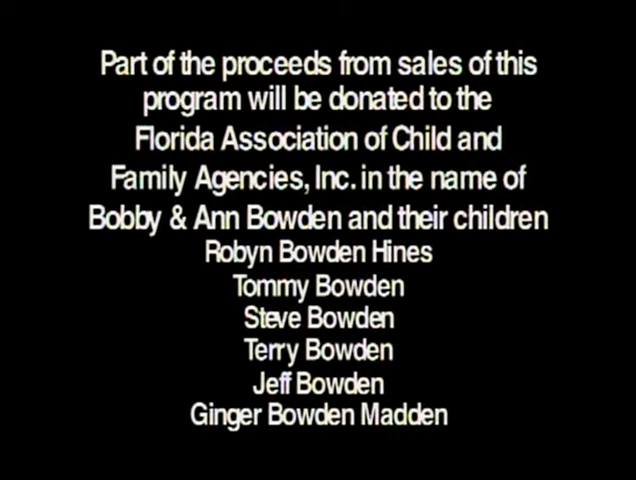 Part of the proceeds from sales of this
program will be donated to the
Florida Association of Child and
Family Agencies, Inc. in the name of
Bobby & Ann Bowden and their children
Robyn Bowden Hines
Tommy Bowden
Steve Bowden
Terry Bowden
Jeff Bowden
Ginger Bowden Madden